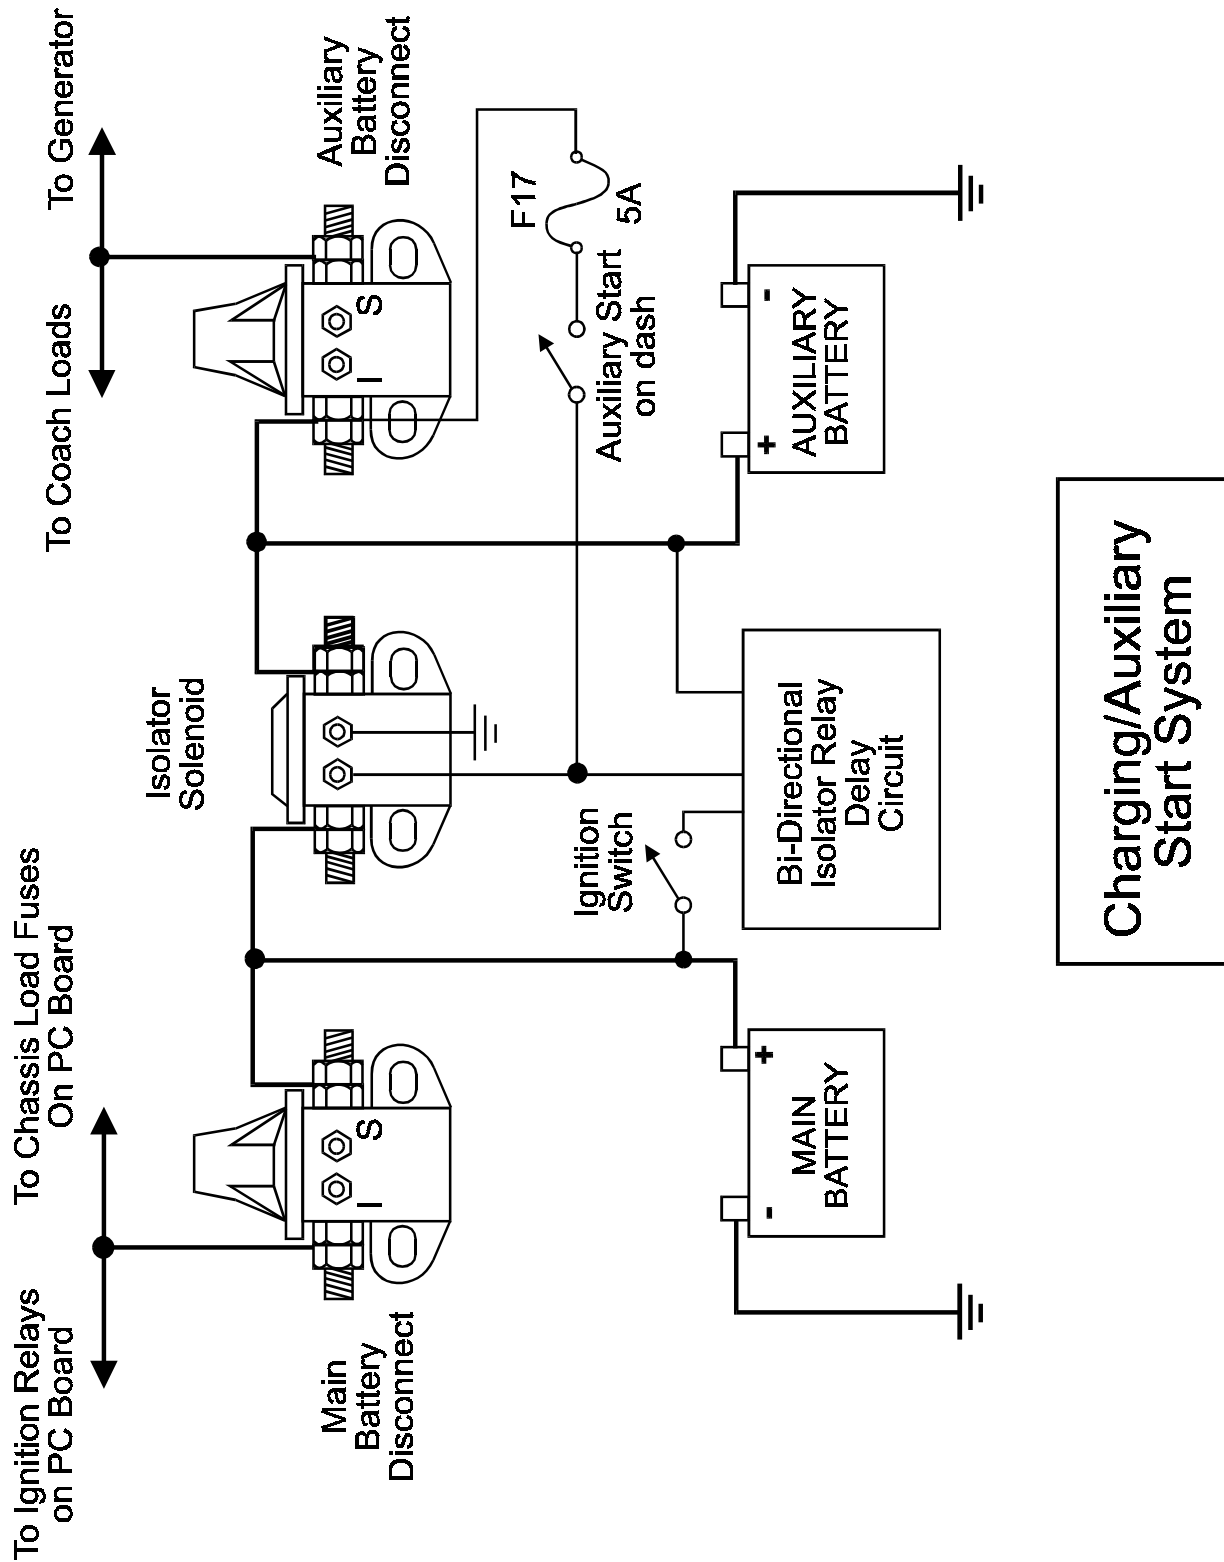 To Ignition Relays
on PC Board
To Chassis Load Fuses
On PC Board
To Coach Loads
To Generator
Isolator
Solenoid
Main
Battery
Disconnect
I
S
Auxiliary
Battery
Disconnect
I
S
F17
5A
Auxiliary Start
on dash
Ignition
Switch
Bi-Directional
Isolator Relay
Delay
Circuit
-
+
MAIN
BATTERY
+
-
AUXILIARY
BATTERY
Charging/Auxiliary
Start System